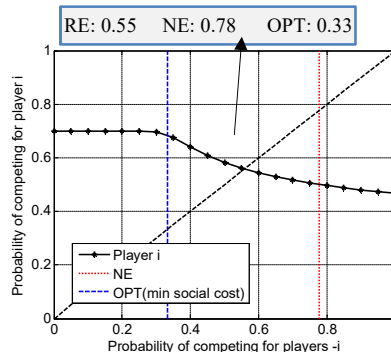 RE: 0.55 NE: 0.78 OPT: 0.33
1
0.8
0.6
0.4
0.2
0
Probability of competing for player i
Player i
NE
OPT(min social cost)
0 0.2 0.4 0.6 0.8
Probability of competing for players -i